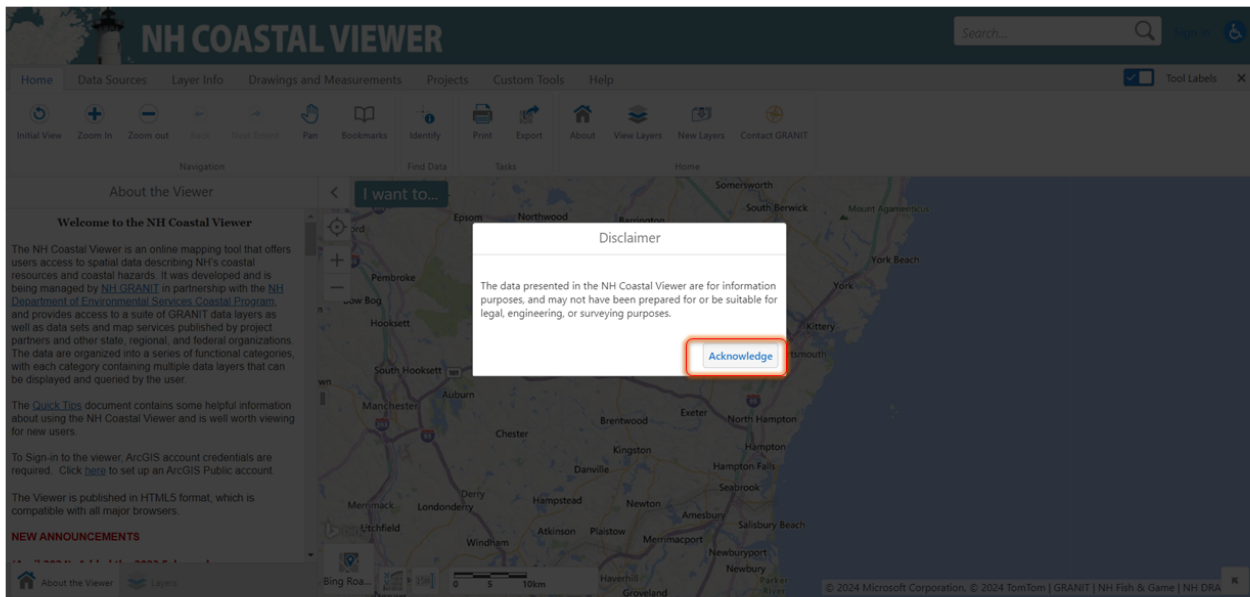 NH COASTAL VIEWER
Search...
Sign in
Home Data Sources Layer Info Drawings and Measurements Projects Custom Tools Help
Tool Labels
Initial View Zoom In Zoom out Back Pan Bookmarks Identify Print Export About View Layers New Layers Contact GRANIT
Navigation Find Data Tasks Home
About the Viewer
I want to...
Welcome to the NH Coastal Viewer
The NH Coastal Viewer is an online mapping tool that offers
users access to spatial data describing NH's coastal
resources and coastal hazards. It was developed and is
being managed by NH GRANIT in partnership with the NH
Department of Environmental Services Coastal Program,
and provides access to a suite of GRANIT data layers as
well as data sets and map services published by project
partners and other state, regional, and federal organizations.
The data are organized into a series of functional categories,
with each category containing multiple data layers that can
be displayed and queried by the user.
The Quick Tips document contains some helpful information
about using the NH Coastal Viewer and is well worth viewing
for new users.
To Sign-in to the viewer, ArcGIS account credentials are
required. Click here to set up an ArcGIS Public account.
The Viewer is published in HTML5 format, which is
compatible with all major browsers.
NEW ANNOUNCEMENTS
About the Viewer Layers
Disclaimer
The data presented in the NH Coastal Viewer are for information
purposes, and may not have been prepared for or be suitable for
legal, engineering, or surveying purposes.
Acknowledge
Somersworth
South Berwick
Mount Agamenticus
Epsom
Northwood
Barrington
York Beach
Pembroke
York
Bow Bog
Hooksett
Kittery
South Hooksett
Auburn
Manchester
Exeter
North Hampton
Brentwood
Chester
Hampton
Kingston
Hampton Falls
Danville
Seabrook
Derry
Hampstead
Newton
Merrimack
Londonderry
Amesbury
Salisbury Beach
Litchfield
Atkinson
Plaistow
Merrimacport
Windham
Newburyport
Newbury
Haverhill
Parker
River
Groveland
Bing Roa...
0 5 10km
© 2024 Microsoft Corporation, © 2024 TomTom | GRANIT | NH Fish & Game | NH DRA